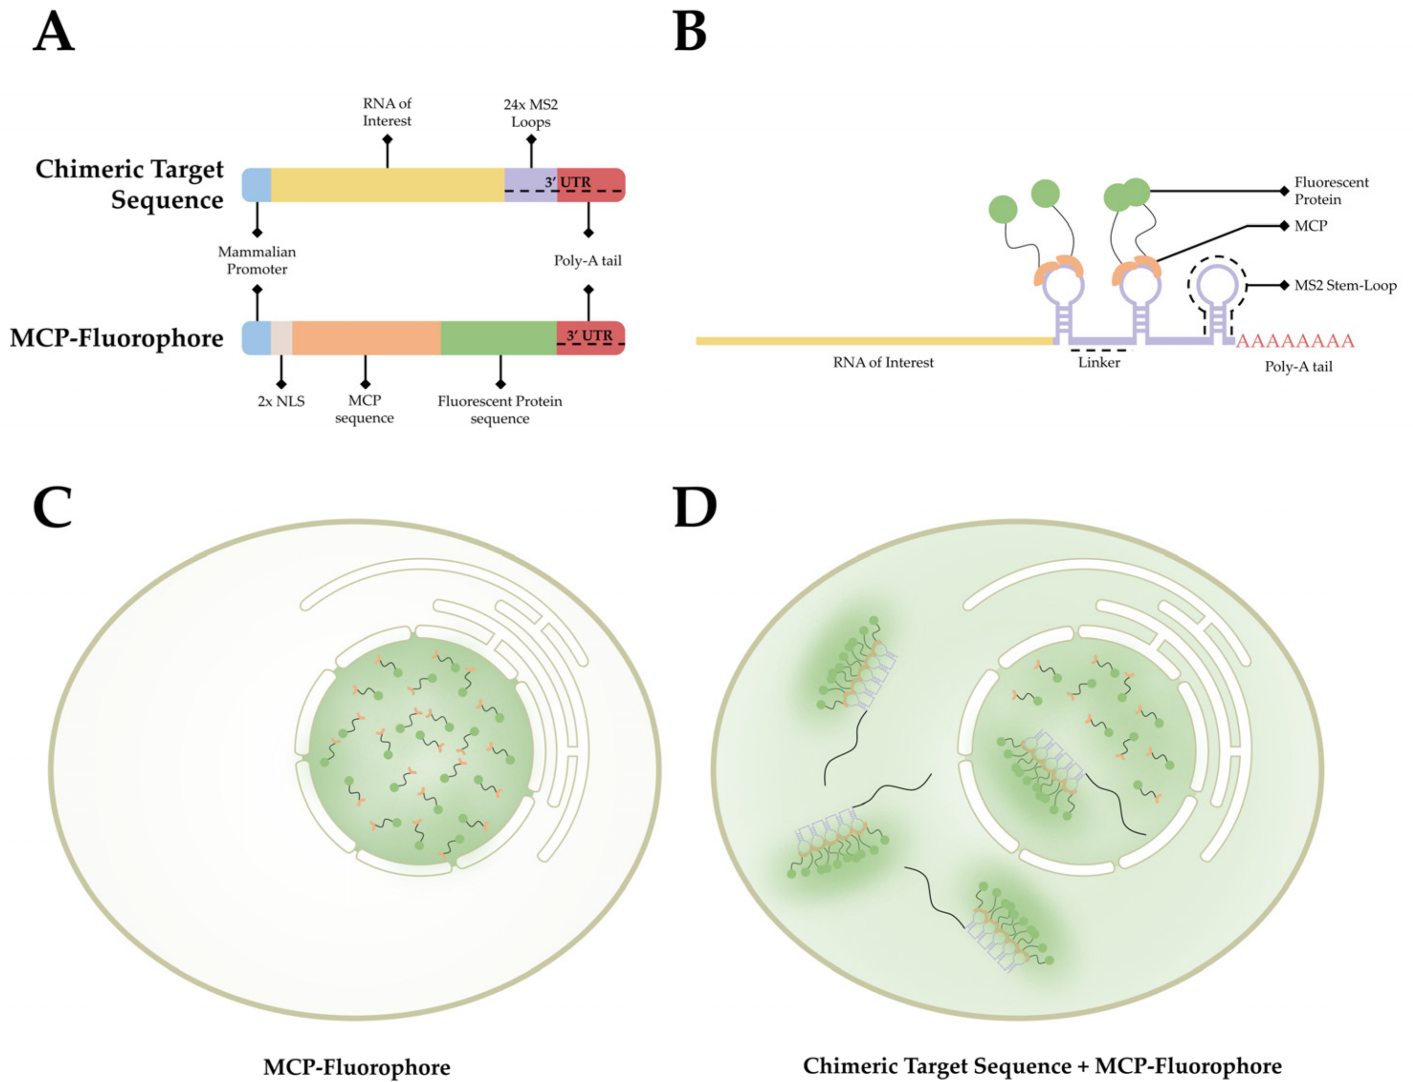 A
RNA of
Interest
24x MS2
Loops
Chimeric Target
Sequence
3' UTR
Mammalian
Promoter
Poly-A tail
MCP-Fluorophore
3' UTR
2x NLS
MCP
sequence
Fluorescent Protein
sequence
B
Fluorescent
Protein
MCP
MS2 Stem-Loop
AAAAAAAA
RNA of Interest
Linker
Poly-A tail
C
MCP-Fluorophore
D
Chimeric Target Sequence + MCP-Fluorophore